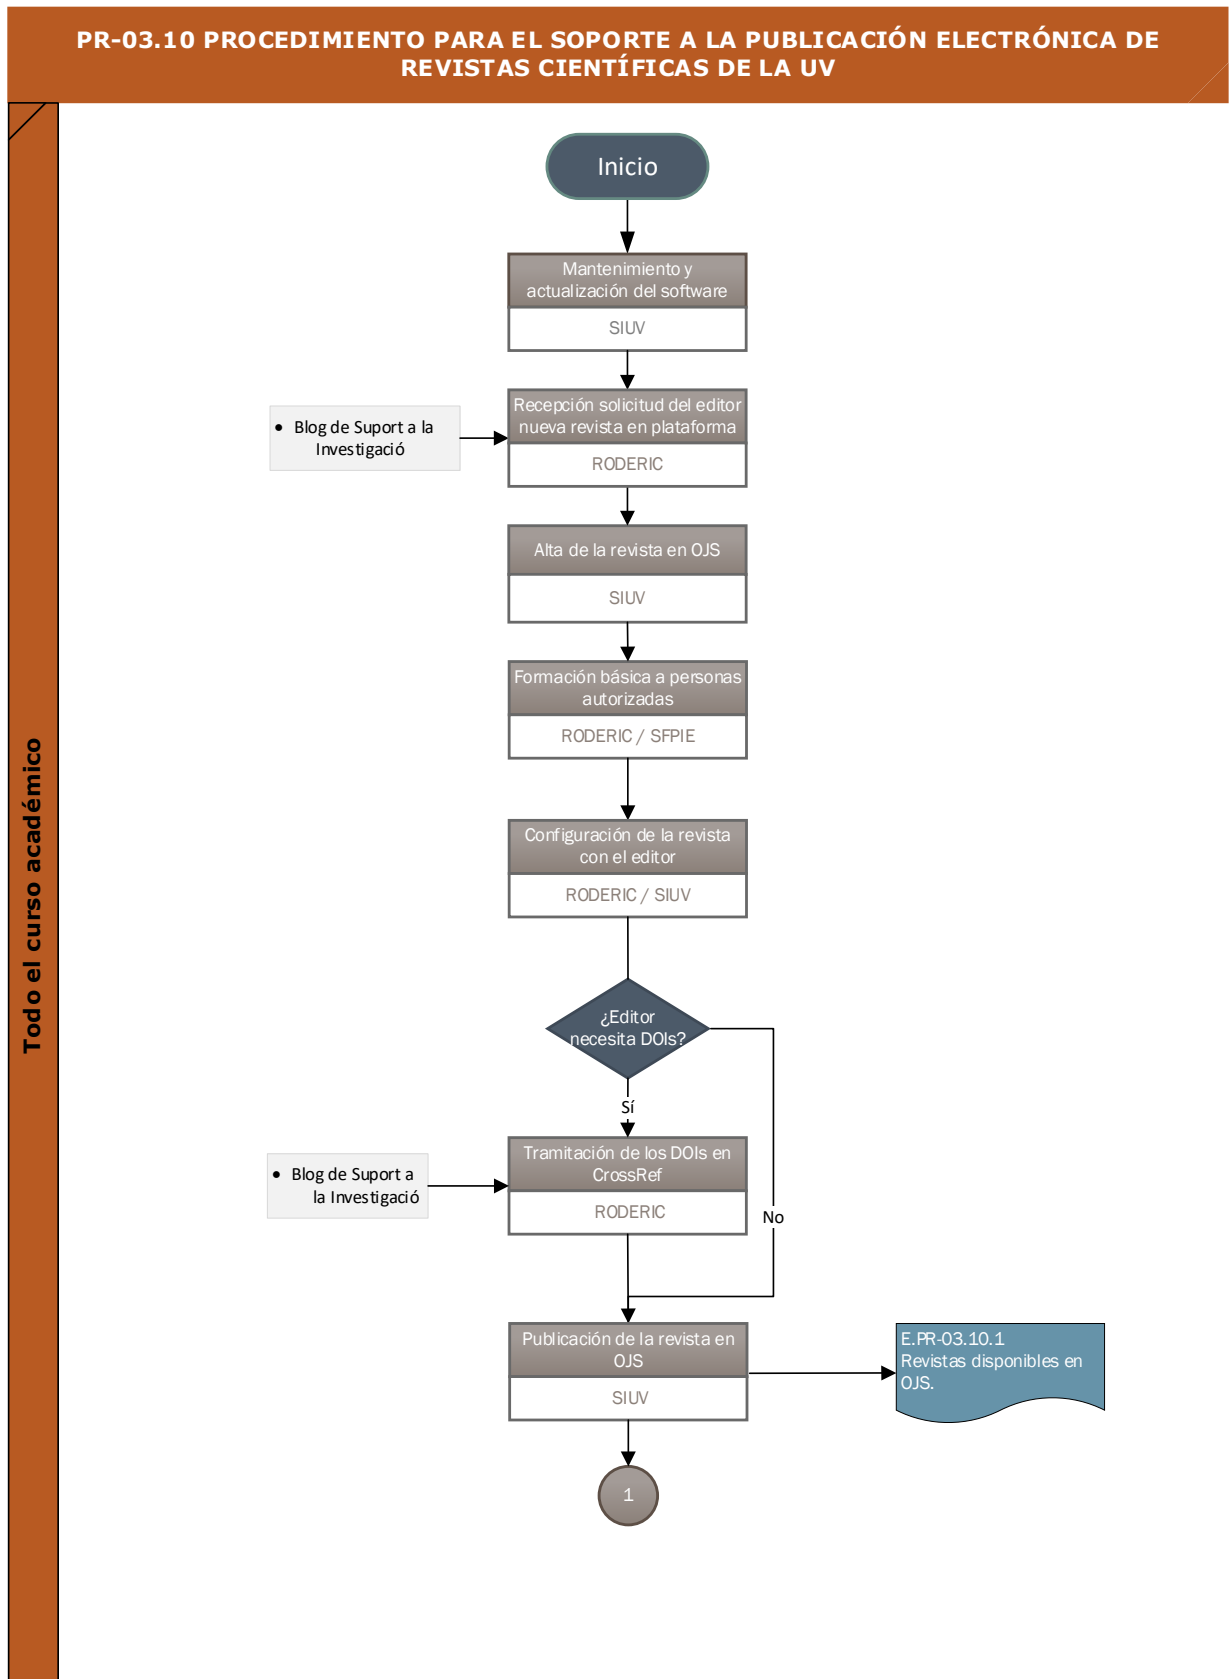 PR-03.10 PROCEDIMIENTO PARA EL SOPORTE A LA PUBLICACIÓN ELECTRÓNICA DE
REVISTAS CIENTÍFICAS DE LA UV
Todo el curso académico
Inicio
Mantenimiento y
actualización del software
SIUV
Recepción solicitud del editor
nueva revista en plataforma
RODERIC
• Blog de Suport a la
Investigació
Alta de la revista en OJS
SIUV
Formación básica a personas
autorizadas
RODERIC / SFPIE
Configuración de la revista
con el editor
RODERIC / SIUV
¿Editor
necesita DOIs?
Sí
No
Tramitación de los DOIs en
CrossRef
RODERIC
• Blog de Suport a
la Investigació
Publicación de la revista en
OJS
SIUV
E.PR-03.10.1
Revistas disponibles en
OJS.
1